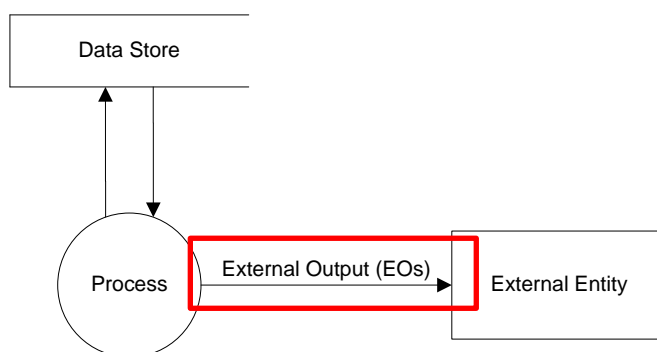 Data Store
External Output (EOs)
Process
External Entity